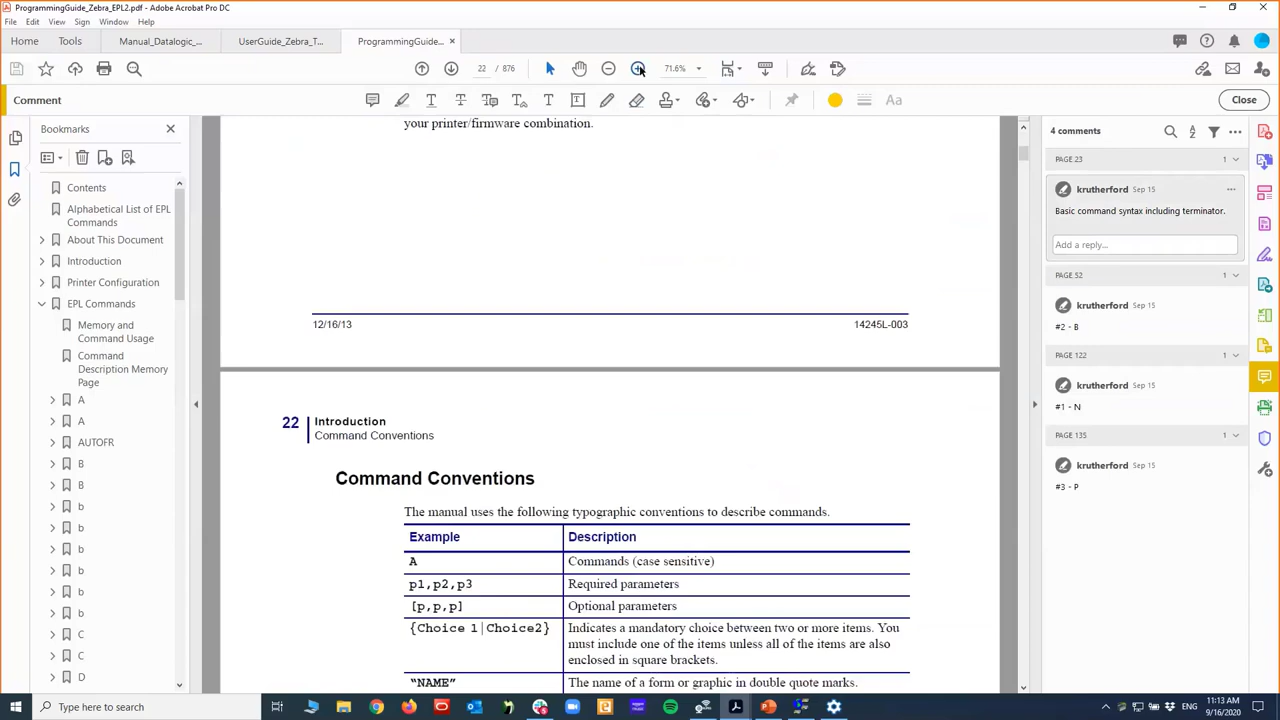 ProgrammingGuide_Zebra_EPL2.pdf - Adobe Acrobat Pro DC
File Edit View Sign Window Help
Home Tools Manual_Datalogic_... UserGuide_Zebra_T... ProgrammingGuide...
22 / 876 71.6%
Comment
Aa
Close
Bookmarks
Contents
Alphabetical List of EPL
Commands
About This Document
Introduction
Printer Configuration
EPL Commands
Memory and
Command Usage
Command
Description Memory
Page
A
A
AUTOFR
B
B
b
b
b
b
b
b
C
C
D
your printer/firmware combination.
12/16/13 14245L-003
22 Introduction
Command Conventions
Command Conventions
The manual uses the following typographic conventions to describe commands.
Example Description
A Commands (case sensitive)
p1,p2,p3 Required parameters
[p,p,p] Optional parameters
{Choice 1|Choice2} Indicates a mandatory choice between two or more items. You
must include one of the items unless all of the items are also
enclosed in square brackets.
“NAME” The name of a form or graphic in double quote marks.
4 comments
PAGE 23 1
krutherford Sep 15
Basic command syntax including terminator.
Add a reply...
PAGE 52 1
krutherford Sep 15
#2 - B
PAGE 122 1
krutherford Sep 15
#1 - N
PAGE 135 1
krutherford Sep 15
#3 - P
Type here to search
11:13 AM
9/16/2020